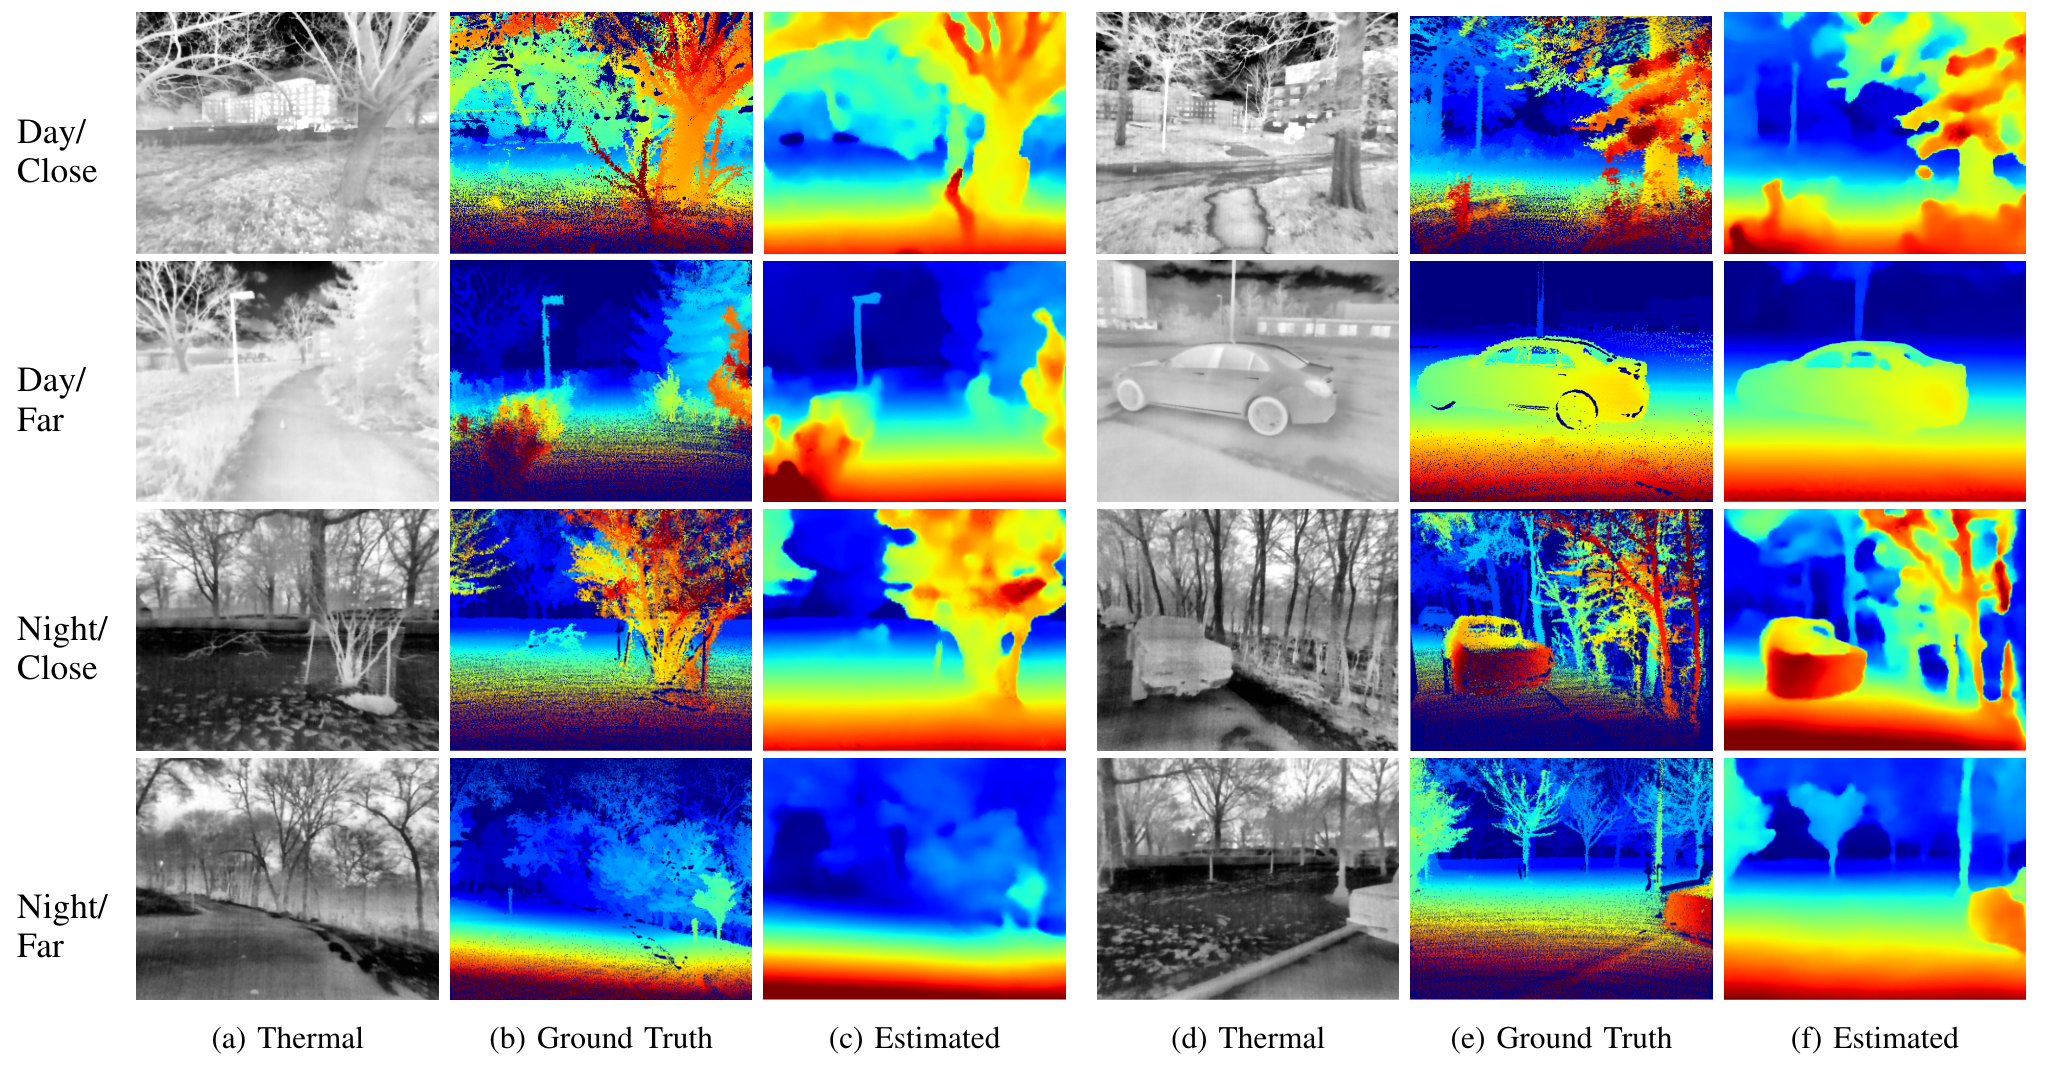 Day/
Close
Day/
Far
Night/
Close
Night/
Far
(a) Thermal
(b) Ground Truth
(c) Estimated
(d) Thermal
(e) Ground Truth
(f) Estimated